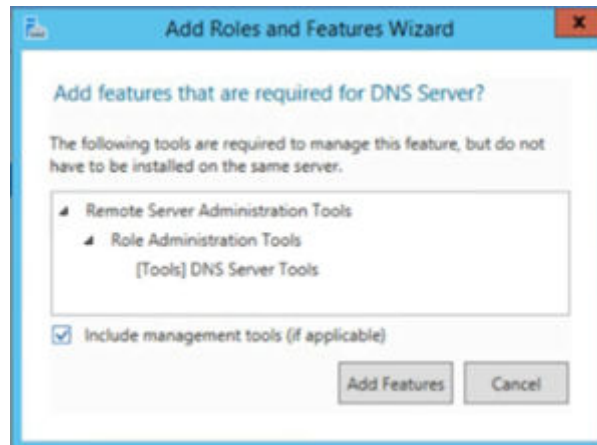 Add Roles and Features Wizard
x
Add features that are required for DNS Server?
The following tools are required to manage this feature, but do not
have to be installed on the same server.
Remote Server Administration Tools
Role Administration Tools
[Tools] DNS Server Tools
Include management tools (if applicable)
Add Features Cancel